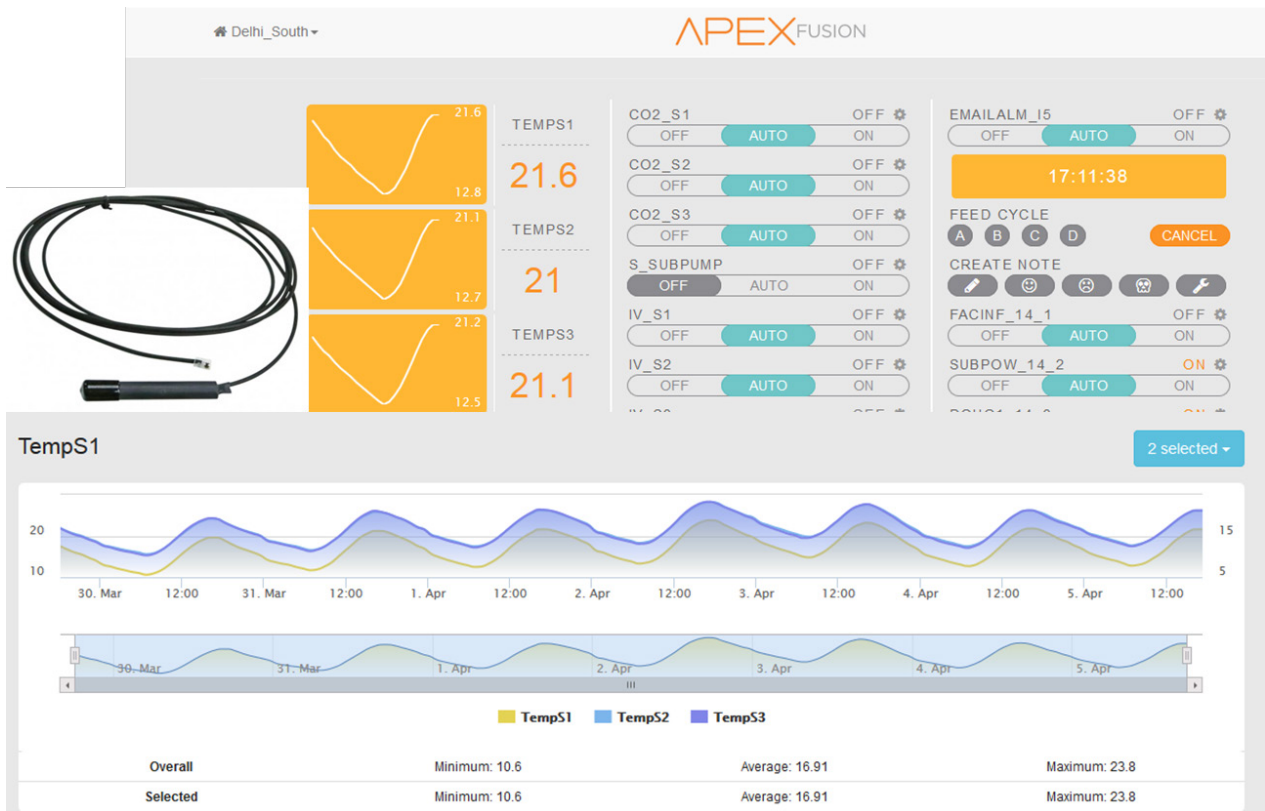 Delhi_South
APEX FUSION
21.6
12.8
TEMPS1
21.6
21.1
12.7
TEMPS2
21
21.2
12.5
TEMPS3
21.1
CO2_S1 OFF
OFF AUTO ON
CO2_S2 OFF
OFF AUTO ON
CO2_S3 OFF
OFF AUTO ON
S_SUBPUMP OFF
OFF AUTO ON
IV_S1 OFF
OFF AUTO ON
IV_S2 OFF
OFF AUTO ON
EMAILALM_I5 OFF
OFF AUTO ON
17:11:38
FEED CYCLE
A B C D CANCEL
CREATE NOTE
FACINF_14_1 OFF
OFF AUTO ON
SUBPOW_14_2 ON
OFF AUTO ON
TempS1
2 selected
20 15
10 5
30. Mar 12:00 31. Mar 12:00 1. Apr 12:00 2. Apr 12:00 3. Apr 12:00 4. Apr 12:00 5. Apr 12:00
30. Mar 31. Mar 1. Apr 2. Apr 3. Apr 4. Apr 5. Apr
TempS1 TempS2 TempS3
Overall Minimum: 10.6 Average: 16.91 Maximum: 23.8
Selected Minimum: 10.6 Average: 16.91 Maximum: 23.8